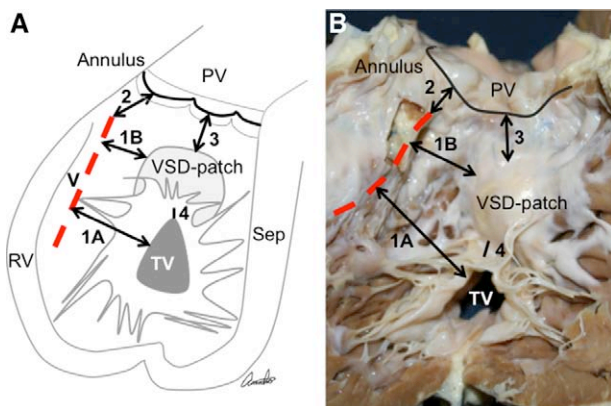 A
Annulus
PV
2
3
1B
V
VSD-patch
4
1A
TV
RV
Sep
B
Annulus
PV
2
3
1B
VSD-patch
4
1A
TV